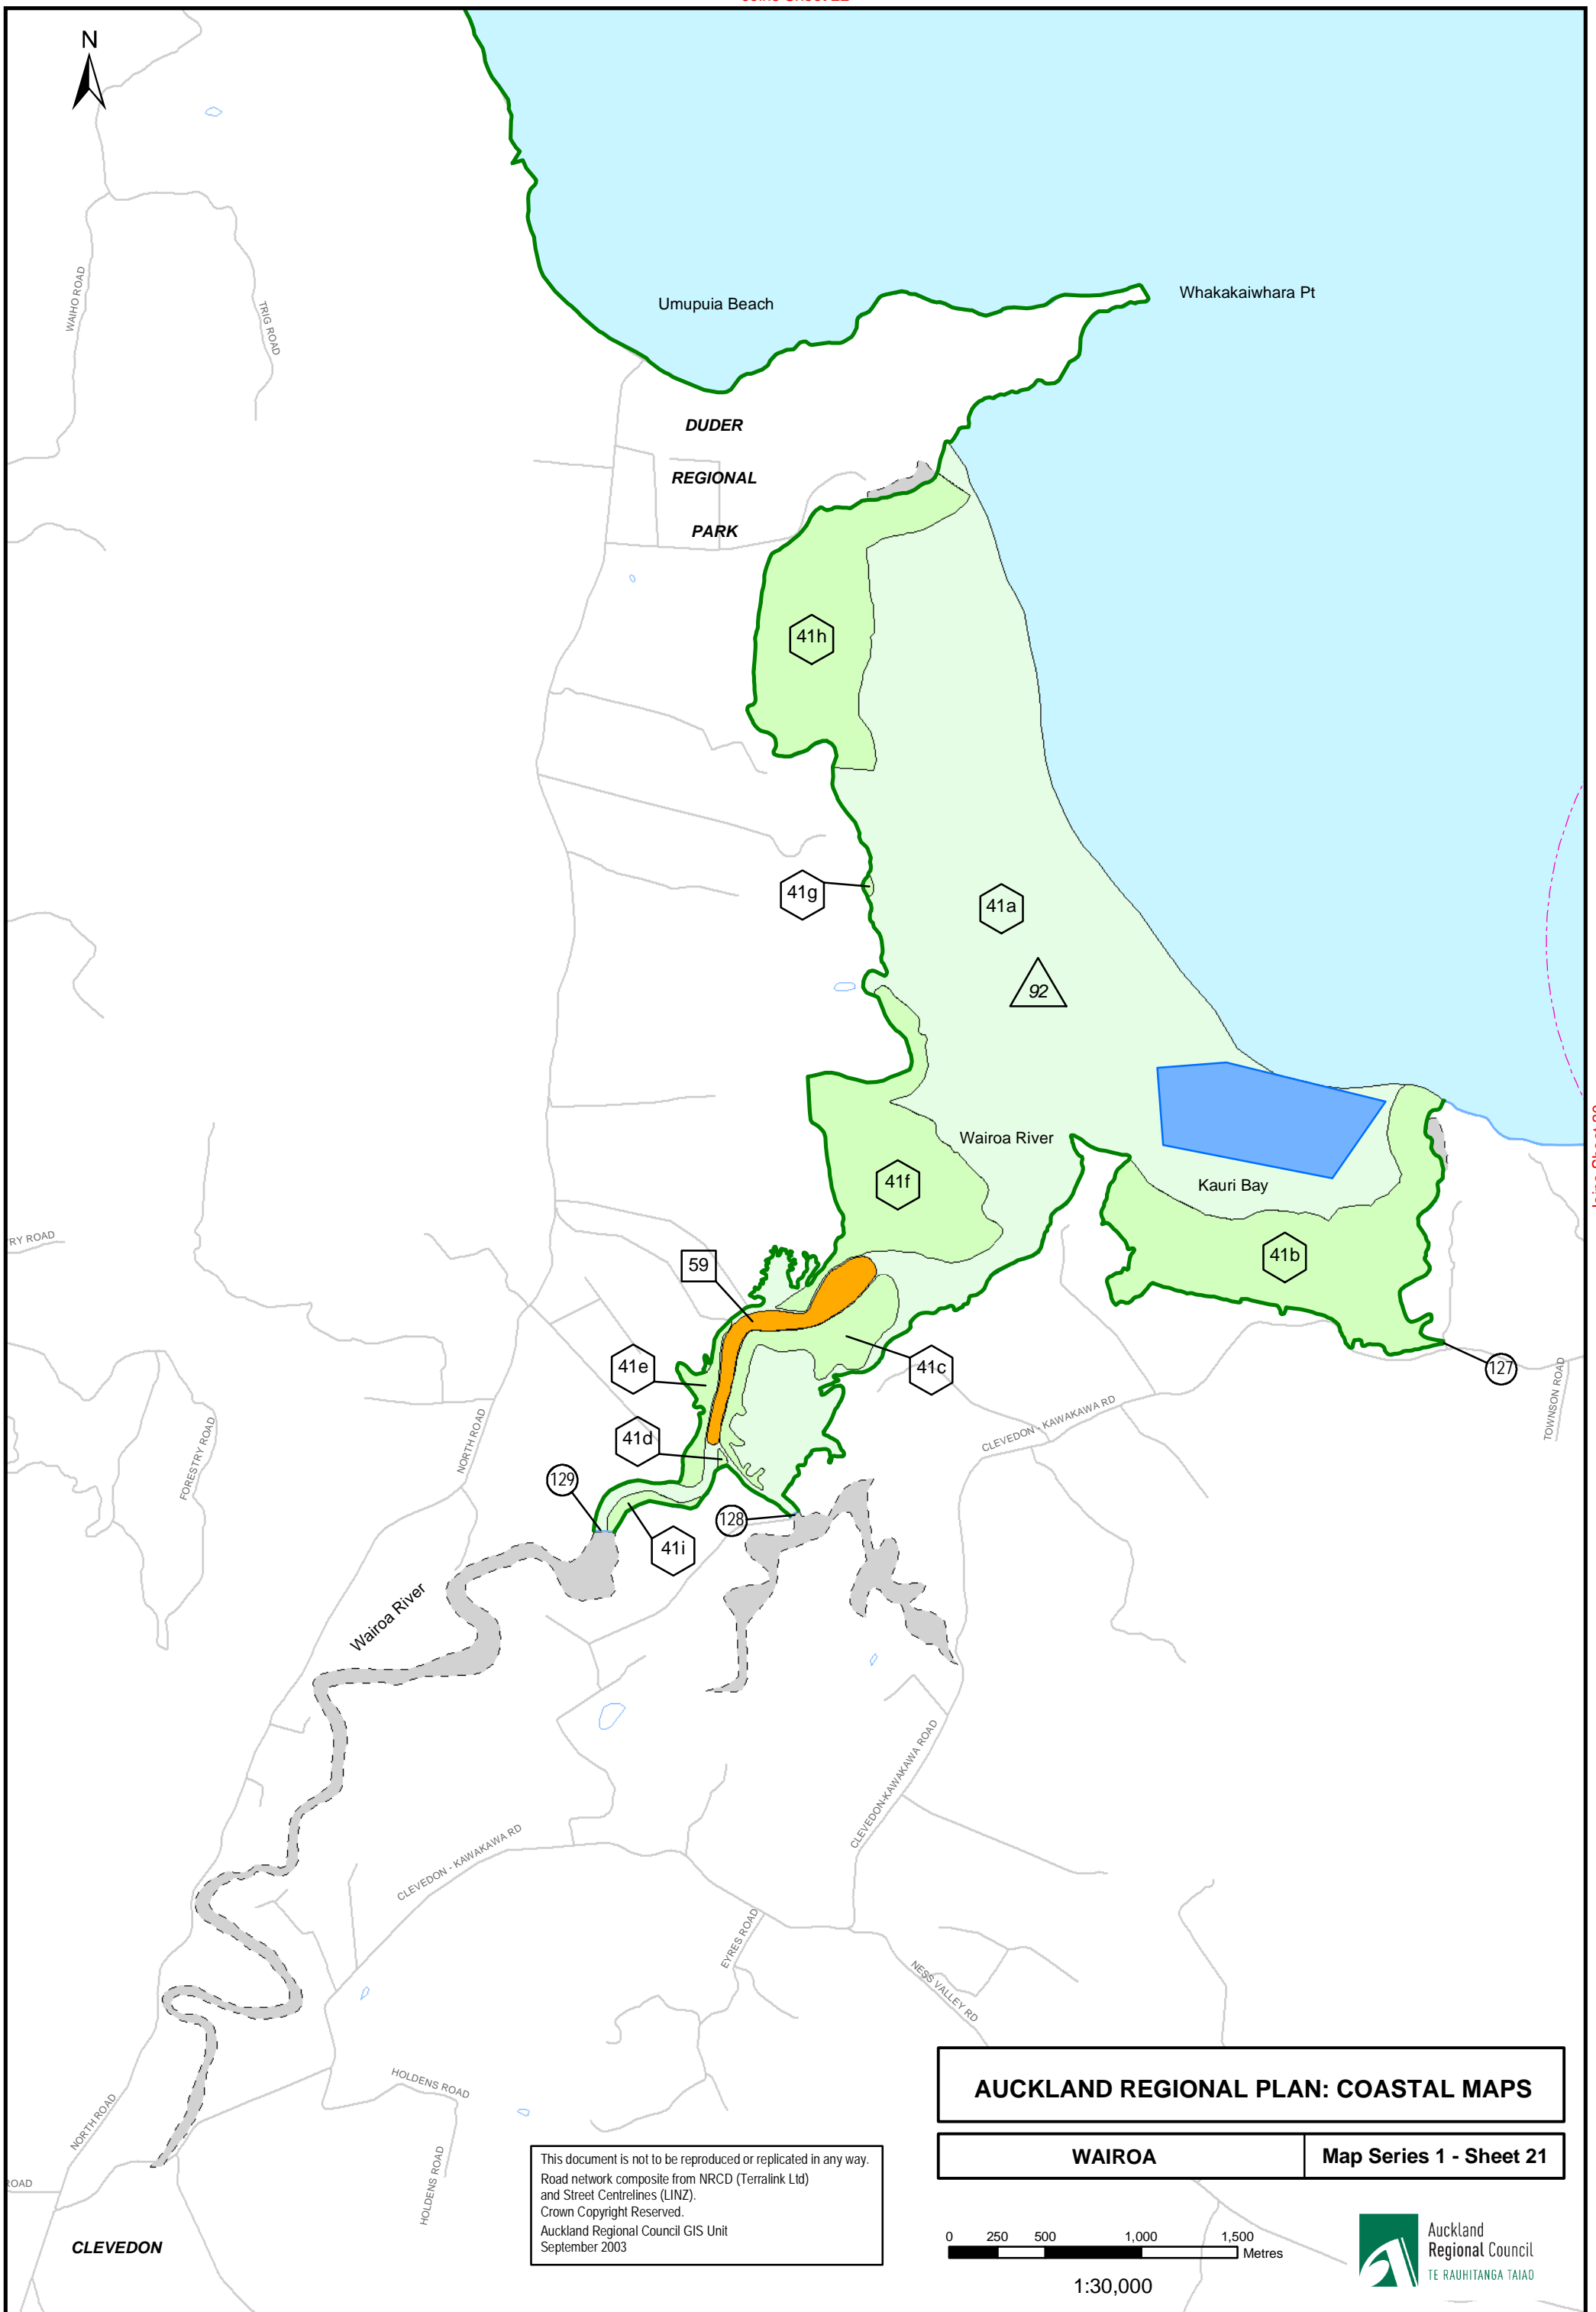 N
Umupuia Beach
Whakakaiwhara Pt
WAIHO ROAD
TRIG ROAD
DUDER
REGIONAL
PARK
41h
41g
41a
92
Wairoa River
Kauri Bay
41f
41b
RY ROAD
59
41e
41c
127
41d
CLEVEDON - KAWAKAWA RD
TOWNSON ROAD
FORESTRY ROAD
NORTH ROAD
129
128
41i
Wairoa River
CLEVEDON-KAWAKAWA ROAD
CLEVEDON - KAWAKAWA RD
EYRES ROAD
NESS VALLEY RD
HOLDENS ROAD
NORTH ROAD
HOLDENS ROAD
ROAD
CLEVEDON
This document is not to be reproduced or replicated in any way.
Road network composite from NRCD (Terralink Ltd)
and Street Centrelines (LINZ).
Crown Copyright Reserved.
Auckland Regional Council GIS Unit
September 2003
AUCKLAND REGIONAL PLAN: COASTAL MAPS
WAIROA
Map Series 1 - Sheet 21
0 250 500 1,000 1,500
Metres
1:30,000
Auckland
Regional Council
TE RAUHITANGA TAIAO